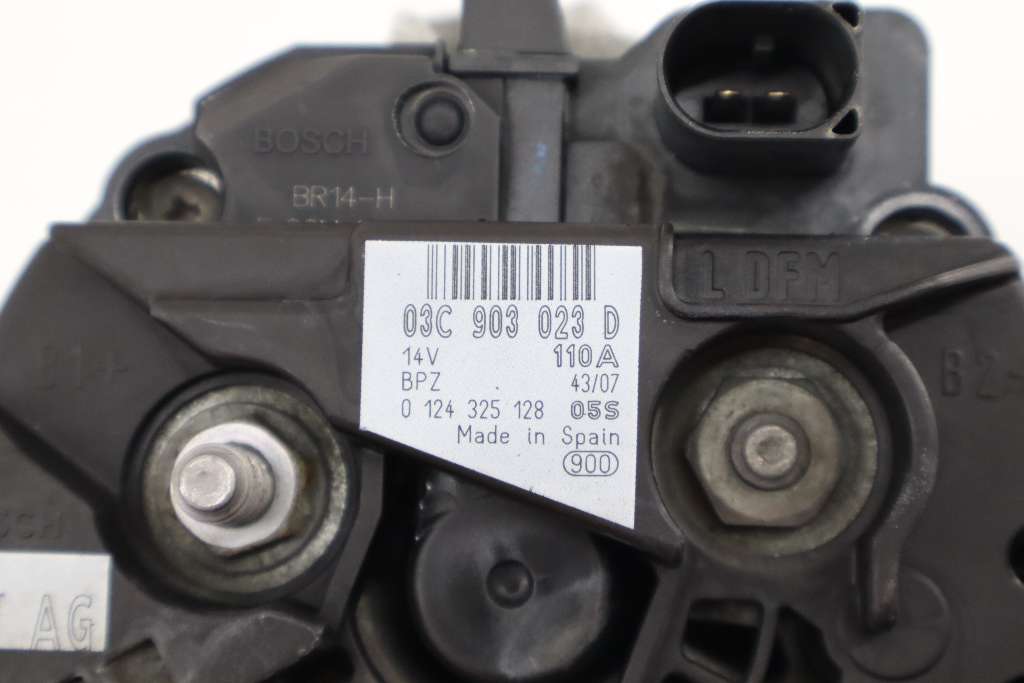 BOSCH
BR14-H
L DFM
03C 903 023 D
14V 110A
BPZ 43/07
0 124 325 128 05S
Made in Spain
900
B1+
B2+
AG